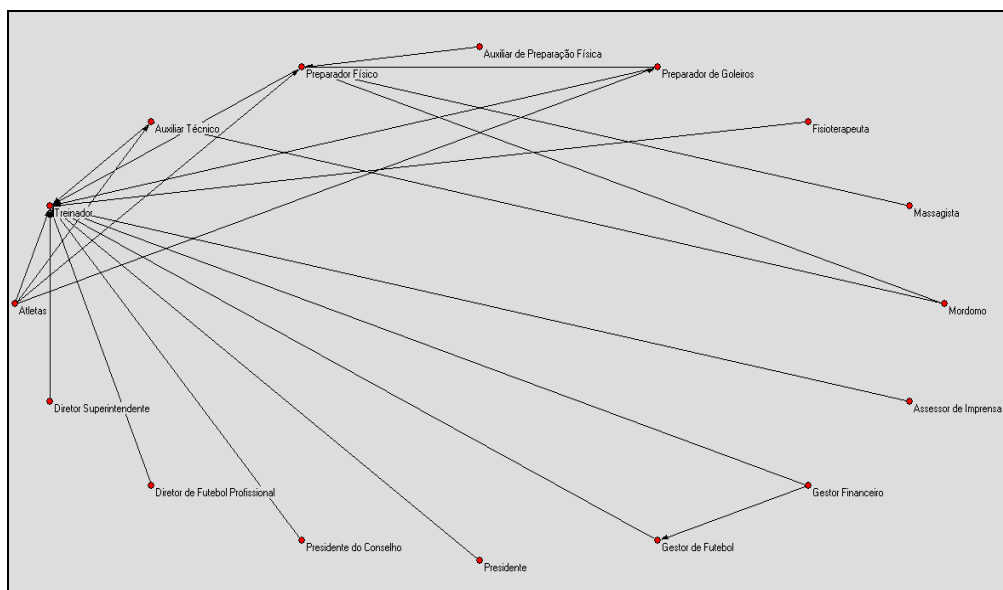 Auxiliar de Preparação Física
Preparador Físico
Preparador de Goleiros
Auxiliar Técnico
Fisioterapeuta
Treinador
Massagista
Atletas
Mordomo
Diretor Superintendente
Assessor de Imprensa
Diretor de Futebol Profissional
Gestor Financeiro
Presidente do Conselho
Gestor de Futebol
Presidente